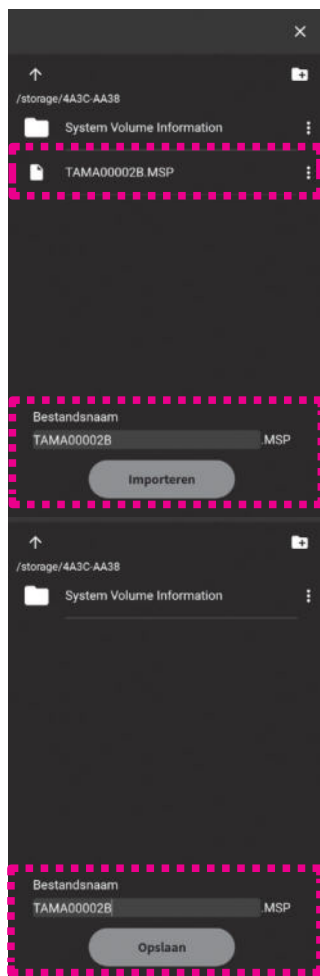 /storage/4A3C-AA38
System Volume Information
TAMA00002B.MSP
Bestandsnaam
TAMA00002B .MSP
Importeren
/storage/4A3C-AA38
System Volume Information
Bestandsnaam
TAMA00002B .MSP
Opslaan